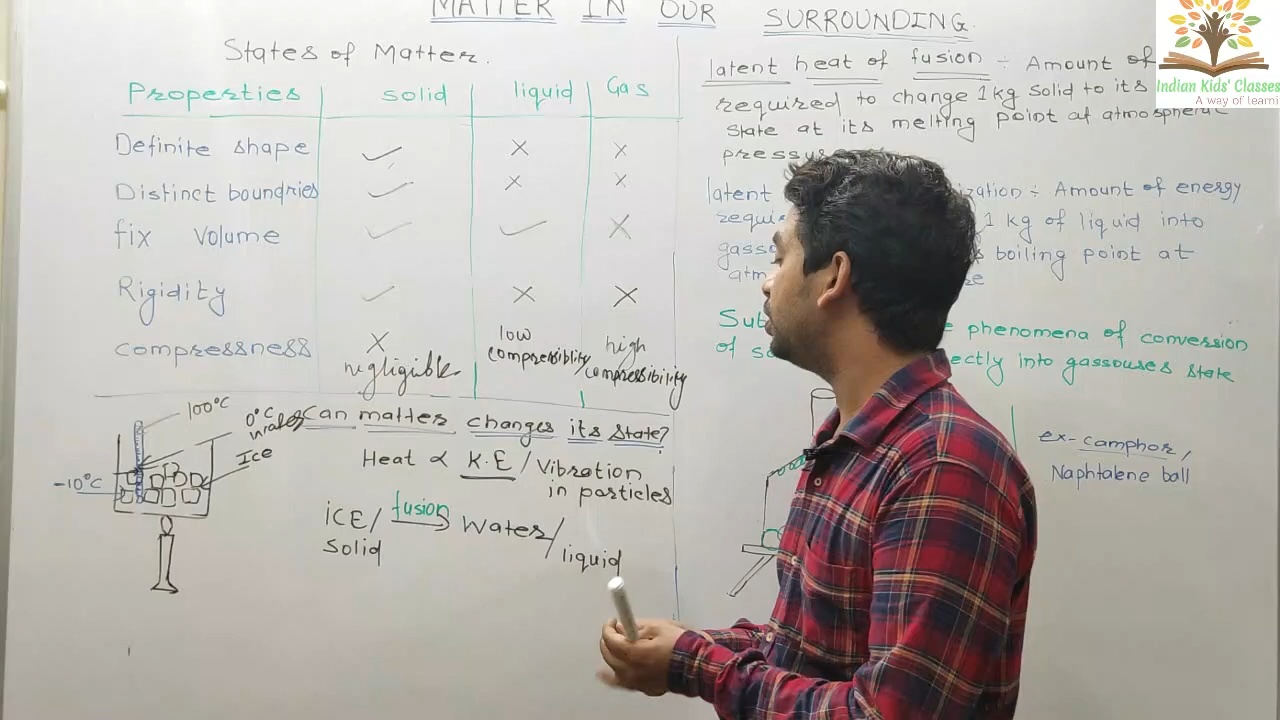 MATTER IN OUR SURROUNDING.
States of Matter.
Properties solid liquid Gas
Definite shape ✓ × ×
Distinct boundries ✓ × ×
fix volume ✓ ✓ ×
Rigidity ✓ × ×
compressness × negligible low compressiblity high compressibility
100°C
0°C
water
Ice
-10°C
Can matter changes its state?
Heat ∝ K.E / Vibration
in particles
ICE/ fusion Water/
Solid liquid
latent heat of fusion ÷ Amount of
required to change 1kg solid to its
state at its melting point at atmospheric
latent ÷ Amount of energy
1 kg of liquid into
boiling point at
phenomena of conversion
of into gassouses state
ex- camphor,
Naphtalene ball
Indian Kids' Classes
A way of learni